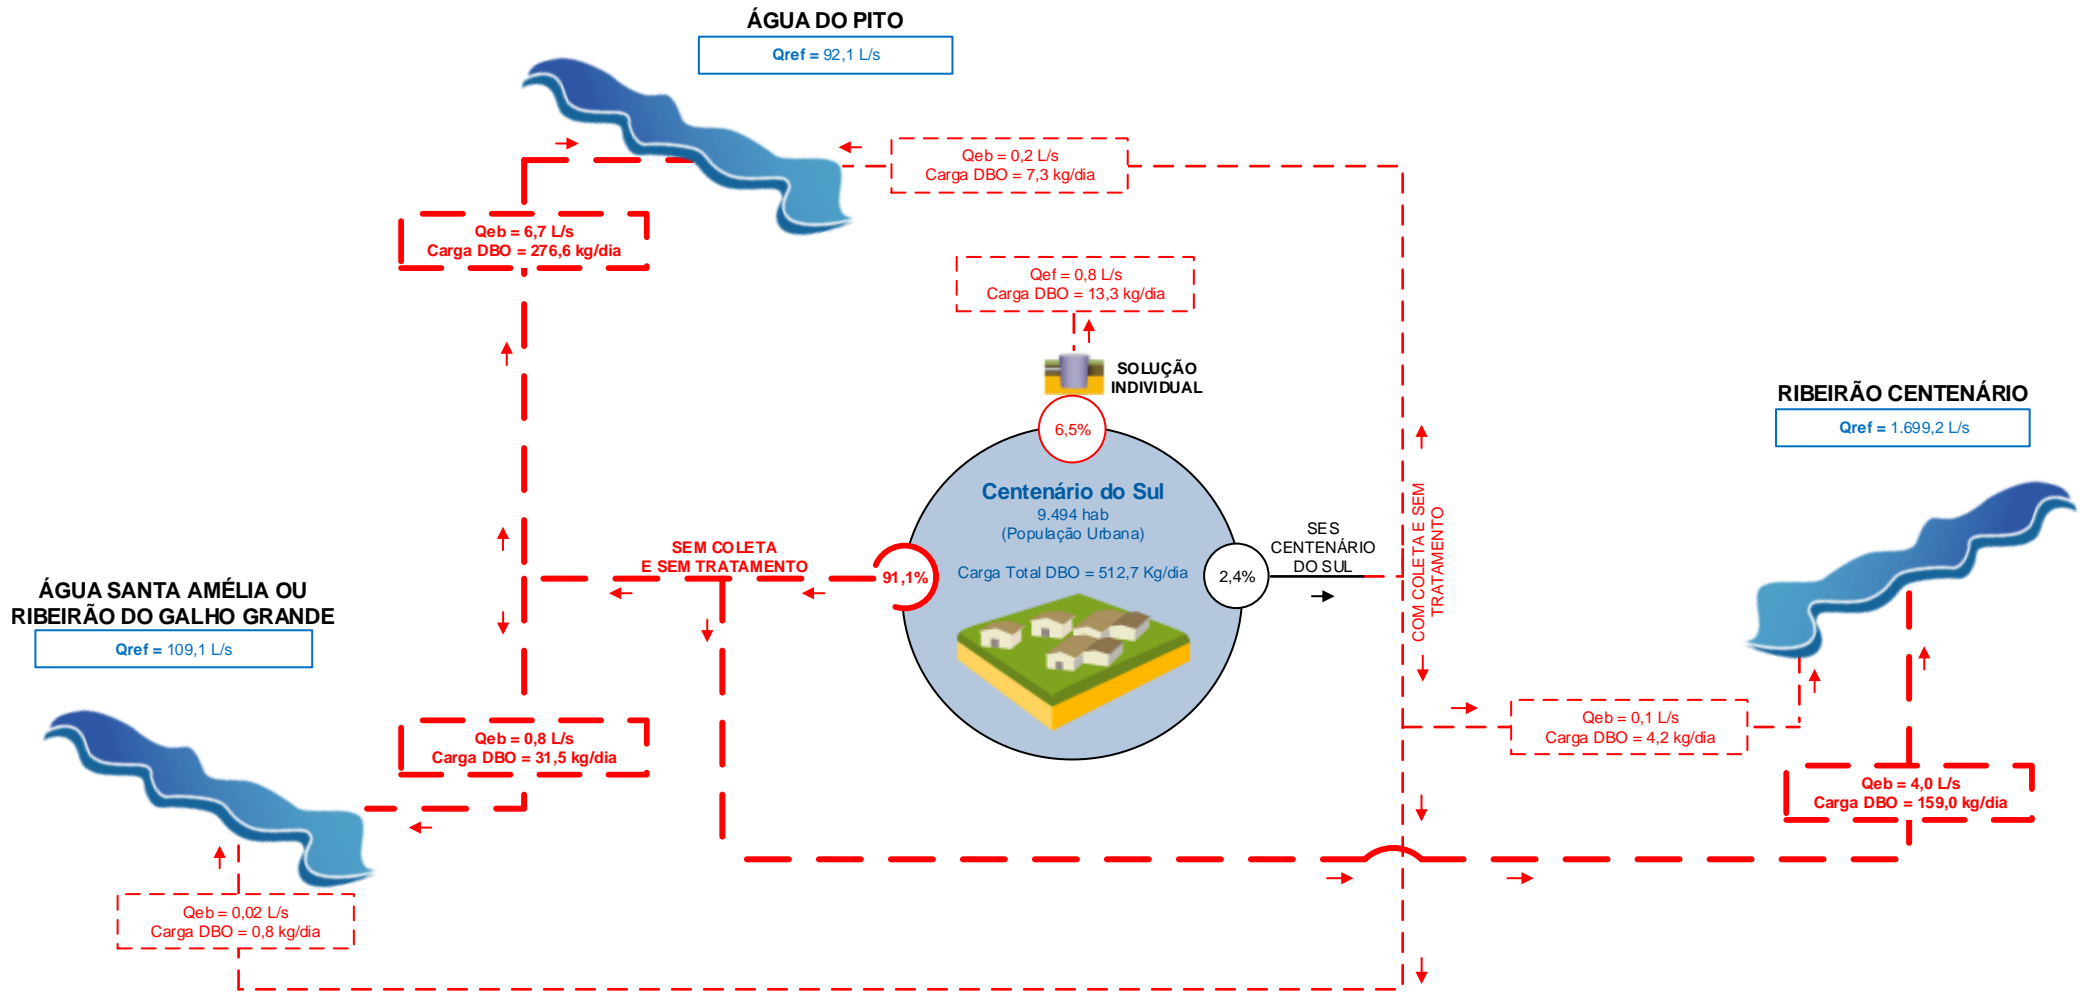 ÁGUA DO PITO
Qref = 92,1 L/s
Qeb = 0,2 L/s
Carga DBO = 7,3 kg/dia
Qeb = 6,7 L/s
Carga DBO = 276,6 kg/dia
Qef = 0,8 L/s
Carga DBO = 13,3 kg/dia
SOLUÇÃO
INDIVIDUAL
6,5%
RIBEIRÃO CENTENÁRIO
Qref = 1.699,2 L/s
Centenário do Sul
9.494 hab
(População Urbana)
Carga Total DBO = 512,7 Kg/dia
SEM COLETA
E SEM TRATAMENTO
91,1%
2,4%
SES
CENTENÁRIO
DO SUL
COM COLETA E SEM
TRATAMENTO
ÁGUA SANTA AMÉLIA OU
RIBEIRÃO DO GALHO GRANDE
Qref = 109,1 L/s
Qeb = 0,8 L/s
Carga DBO = 31,5 kg/dia
Qeb = 0,1 L/s
Carga DBO = 4,2 kg/dia
Qeb = 4,0 L/s
Carga DBO = 159,0 kg/dia
Qeb = 0,02 L/s
Carga DBO = 0,8 kg/dia